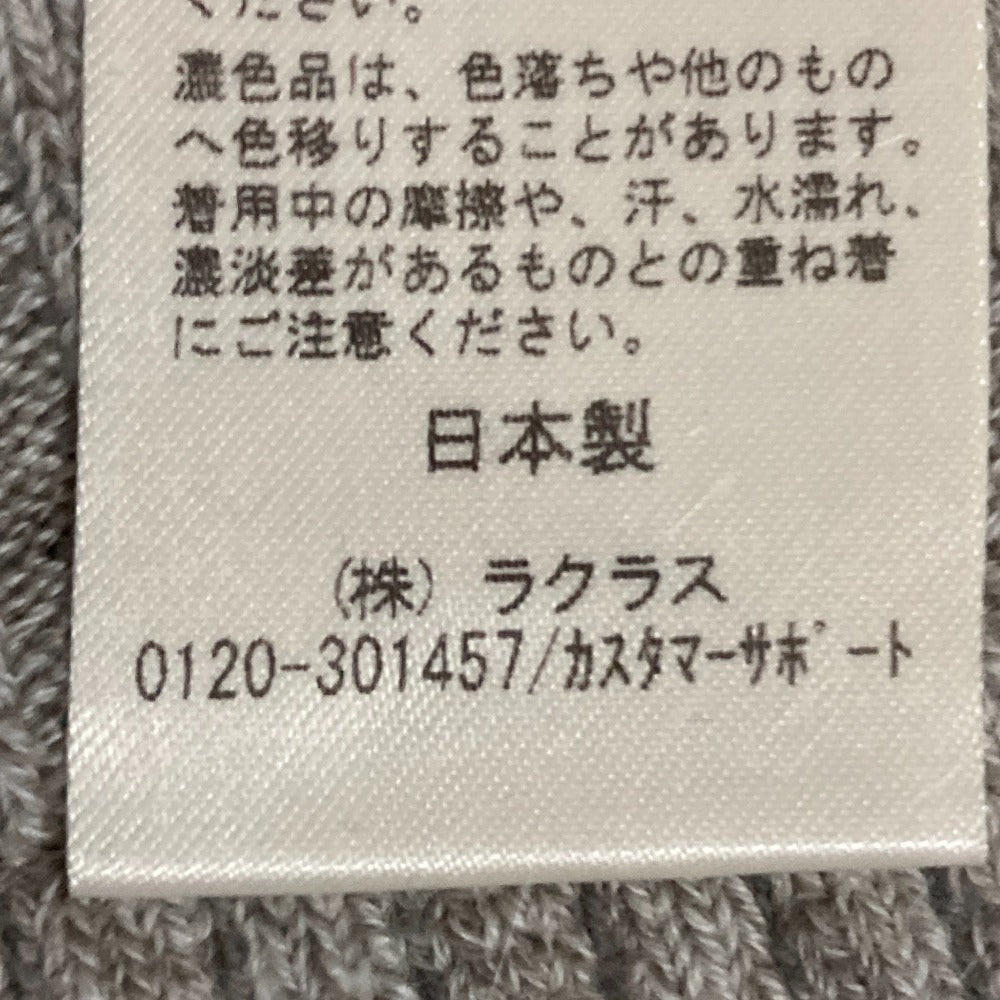 ください。
濃色品は、色落ちや他のもの
へ色移りすることがあります。
着用中の摩擦や、汗、水濡れ、
濃淡差があるものとの重ね着
にご注意ください。
日本製
(株) ラクラス
0120-301457/カスタマーサポート